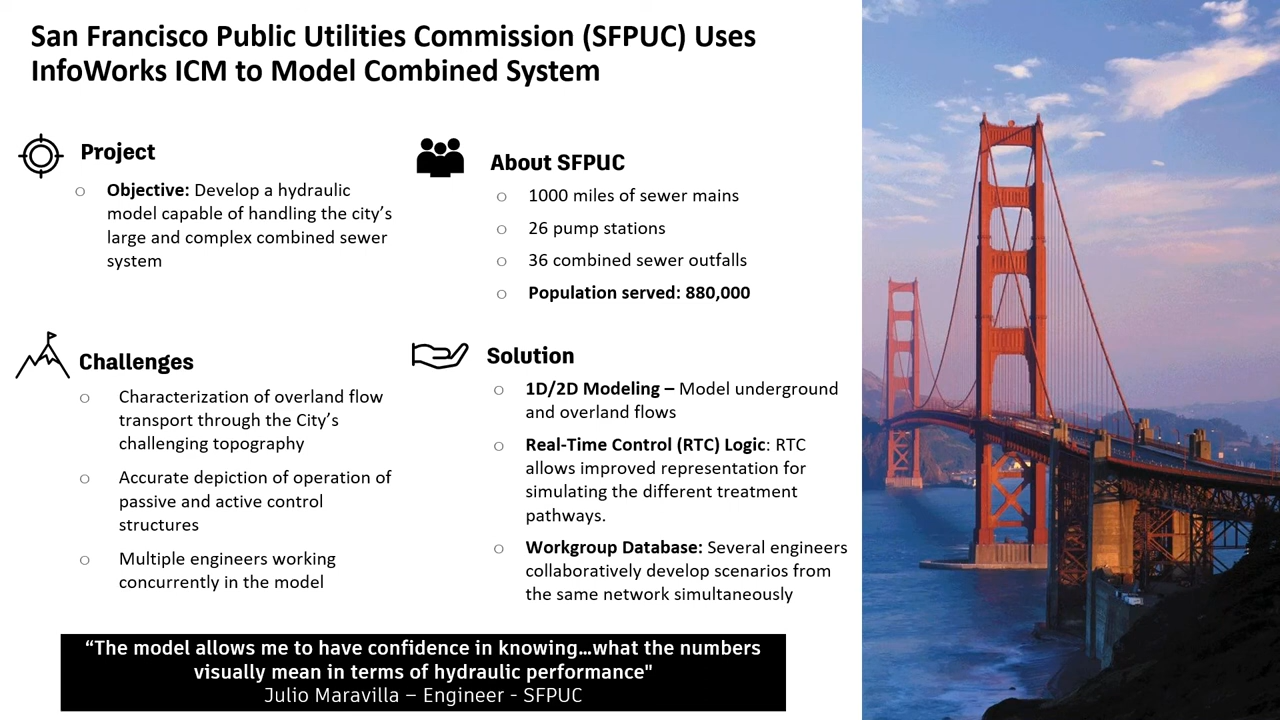 San Francisco Public Utilities Commission (SFPUC) Uses
InfoWorks ICM to Model Combined System
Project
Objective: Develop a hydraulic
model capable of handling the city’s
large and complex combined sewer
system
About SFPUC
1000 miles of sewer mains
26 pump stations
36 combined sewer outfalls
Population served: 880,000
Challenges
Characterization of overland flow
transport through the City’s
challenging topography
Accurate depiction of operation of
passive and active control
structures
Multiple engineers working
concurrently in the model
Solution
1D/2D Modeling – Model underground
and overland flows
Real-Time Control (RTC) Logic: RTC
allows improved representation for
simulating the different treatment
pathways.
Workgroup Database: Several engineers
collaboratively develop scenarios from
the same network simultaneously
“The model allows me to have confidence in knowing…what the numbers
visually mean in terms of hydraulic performance"
Julio Maravilla – Engineer - SFPUC